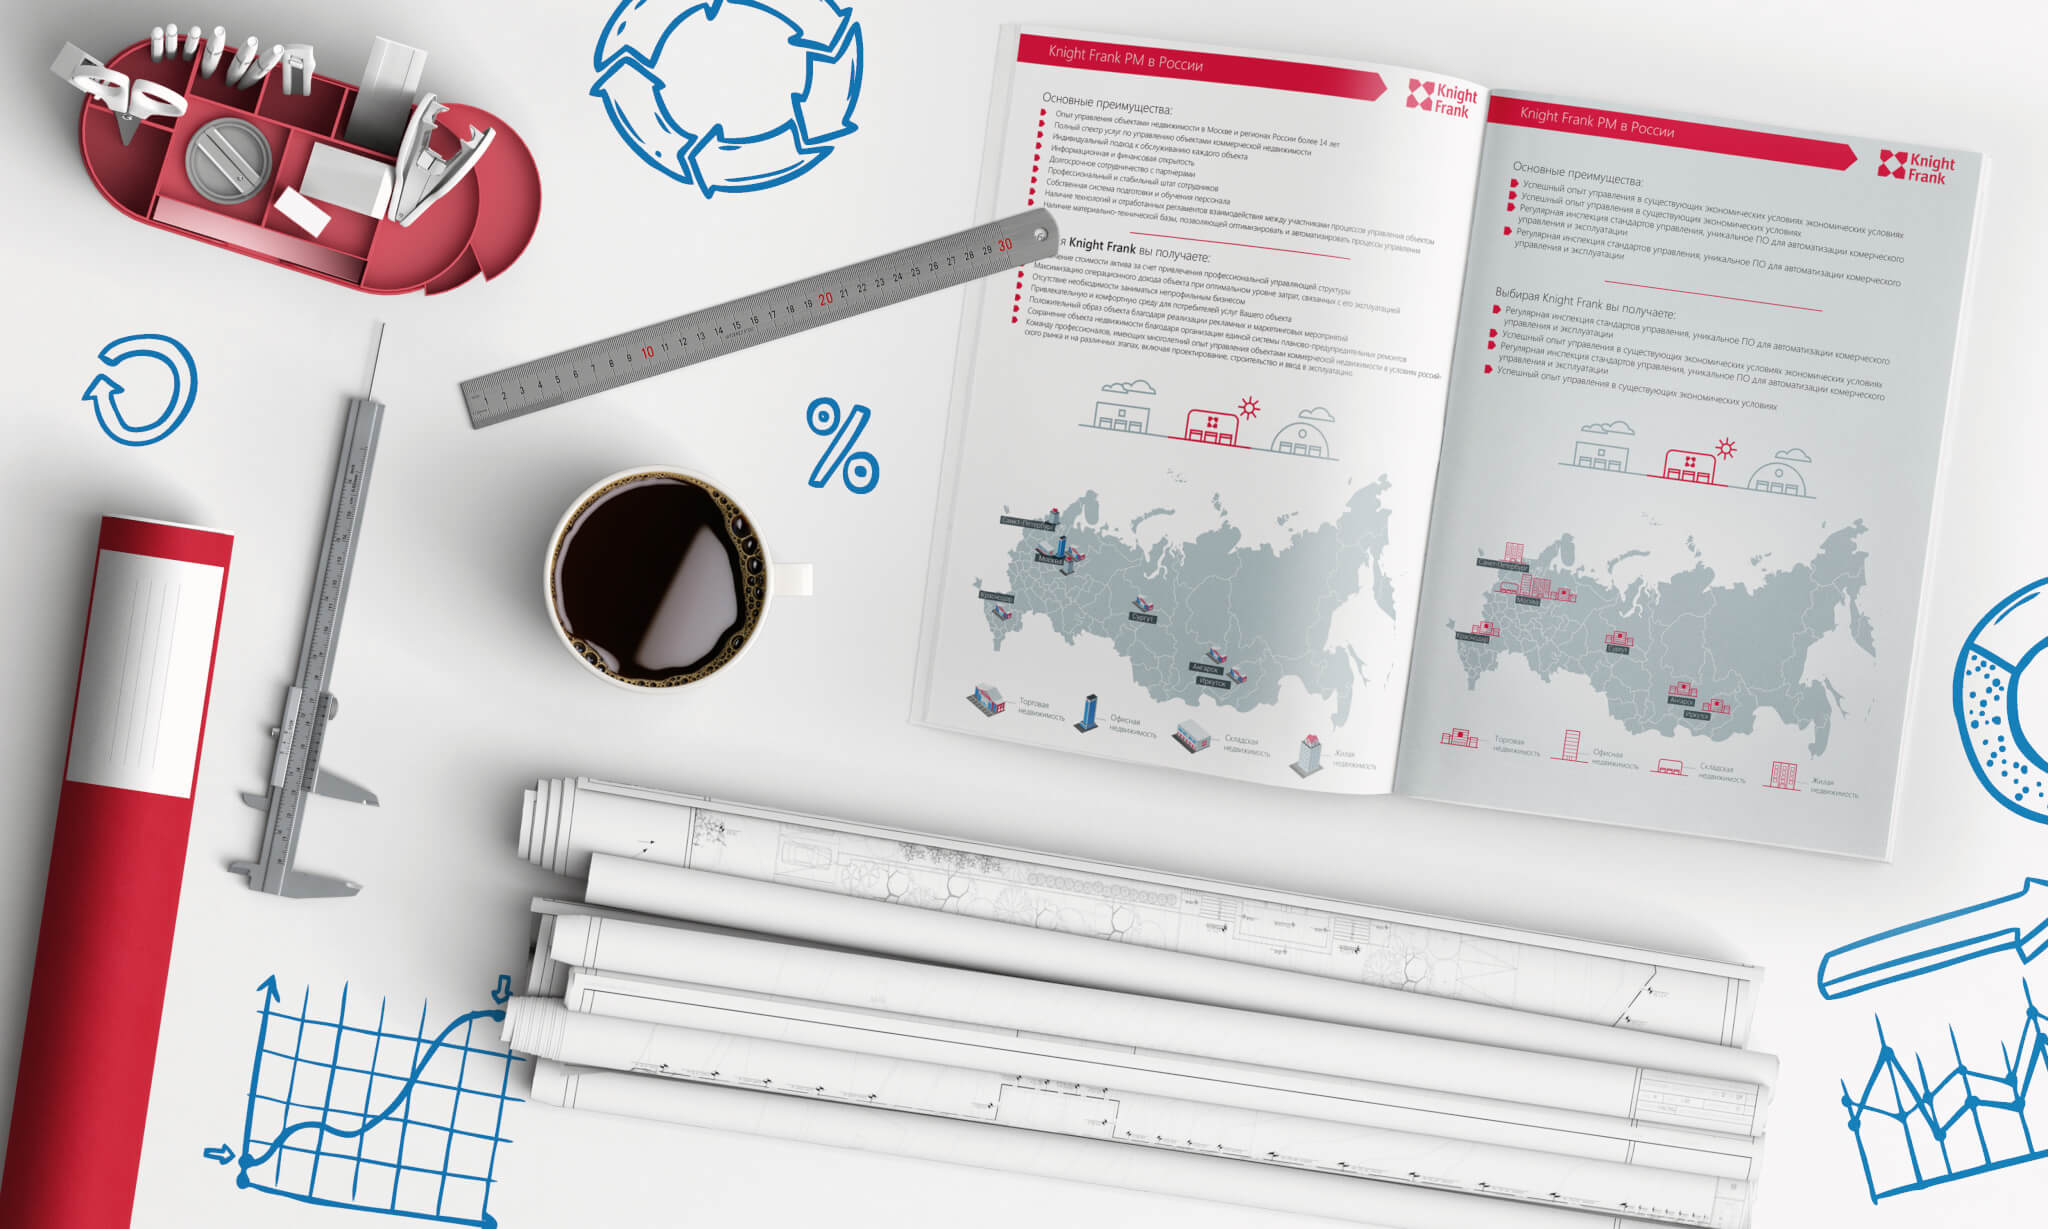 Knight Frank PM в России
Knight
Frank
Основные преимущества:
Опыт управления объектами недвижимости в Москве и регионах России более 14 лет
Полный спектр услуг по управлению объектами коммерческой недвижимости
Индивидуальный подход к обслуживанию каждого объекта
Информационная и финансовая открытость
Долгосрочное сотрудничество с партнерами
Профессиональный и стабильный штат сотрудников
Собственная система подготовки и обучения персонала
Наличие технологий и отработанных регламентов взаимодействия между участниками процессов управления объектом
Наличие материально-технической базы, позволяющей оптимизировать и автоматизировать процессы управления
Knight Frank вы получаете:
стоимости актива за счет привлечения профессиональной управляющей структуры
Максимизацию операционного дохода объекта при оптимальном уровне затрат, связанных с его эксплуатацией
Отсутствие необходимости заниматься непрофильным бизнесом
Привлекательную и комфортную среду для потребителей услуг Вашего объекта
Положительный образ объекта благодаря реализации рекламных и маркетинговых мероприятий
Сохранение объекта недвижимости благодаря организации единой системы планово-предупредительных ремонтов
Команду профессионалов, имеющих многолетний опыт управления объектами коммерческой недвижимости в условиях россий-
ского рынка и на различных этапах, включая проектирование, строительство и ввод в эксплуатацию
Санкт-Петербург
Москва
Краснодар
Сургут
Ангарск
Иркутск
Торговая
недвижимость
Офисная
недвижимость
Складская
недвижимость
Жилая
недвижимость
Knight Frank PM в России
Knight
Frank
Основные преимущества:
Успешный опыт управления в существующих экономических условиях экономических условиях
Успешный опыт управления в существующих экономических условиях
Регулярная инспекция стандартов управления, уникальное ПО для автоматизации комерческого
управления и эксплуатации
Регулярная инспекция стандартов управления, уникальное ПО для автоматизации комерческого
управления и эксплуатации
Выбирая Knight Frank вы получаете:
Регулярная инспекция стандартов управления, уникальное ПО для автоматизации комерческого
управления и эксплуатации
Успешный опыт управления в существующих экономических условиях экономических условиях
Регулярная инспекция стандартов управления, уникальное ПО для автоматизации комерческого
управления и эксплуатации
Успешный опыт управления в существующих экономических условиях
Санкт-Петербург
Москва
Краснодар
Сургут
Ангарск
Иркутск
Торговая
недвижимость
Офисная
недвижимость
Складская
недвижимость
Жилая
недвижимость
1 2 3 4 5 6 7 8 9 10 11 12 13 14 15 16 17 18 19 20 21 22 23 24 25 26 27 28 29 30
%